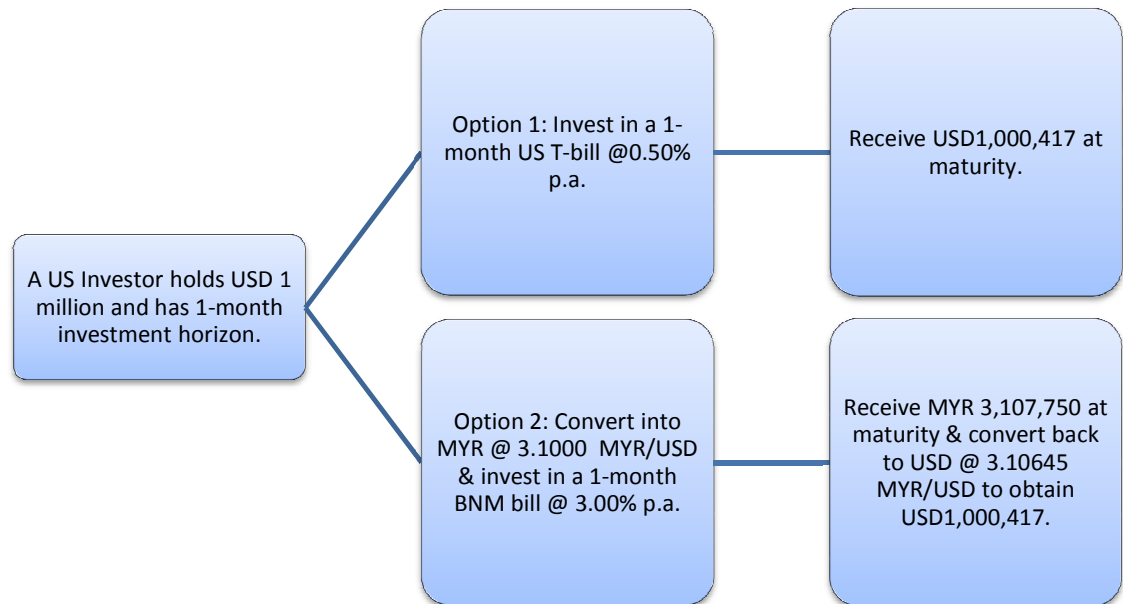 A US Investor holds USD 1
million and has 1-month
investment horizon.
Option 1: Invest in a 1-
month US T-bill @0.50%
p.a.
Receive USD1,000,417 at
maturity.
Option 2: Convert into
MYR @ 3.1000 MYR/USD
& invest in a 1-month
BNM bill @ 3.00% p.a.
Receive MYR 3,107,750 at
maturity & convert back
to USD @ 3.10645
MYR/USD to obtain
USD1,000,417.